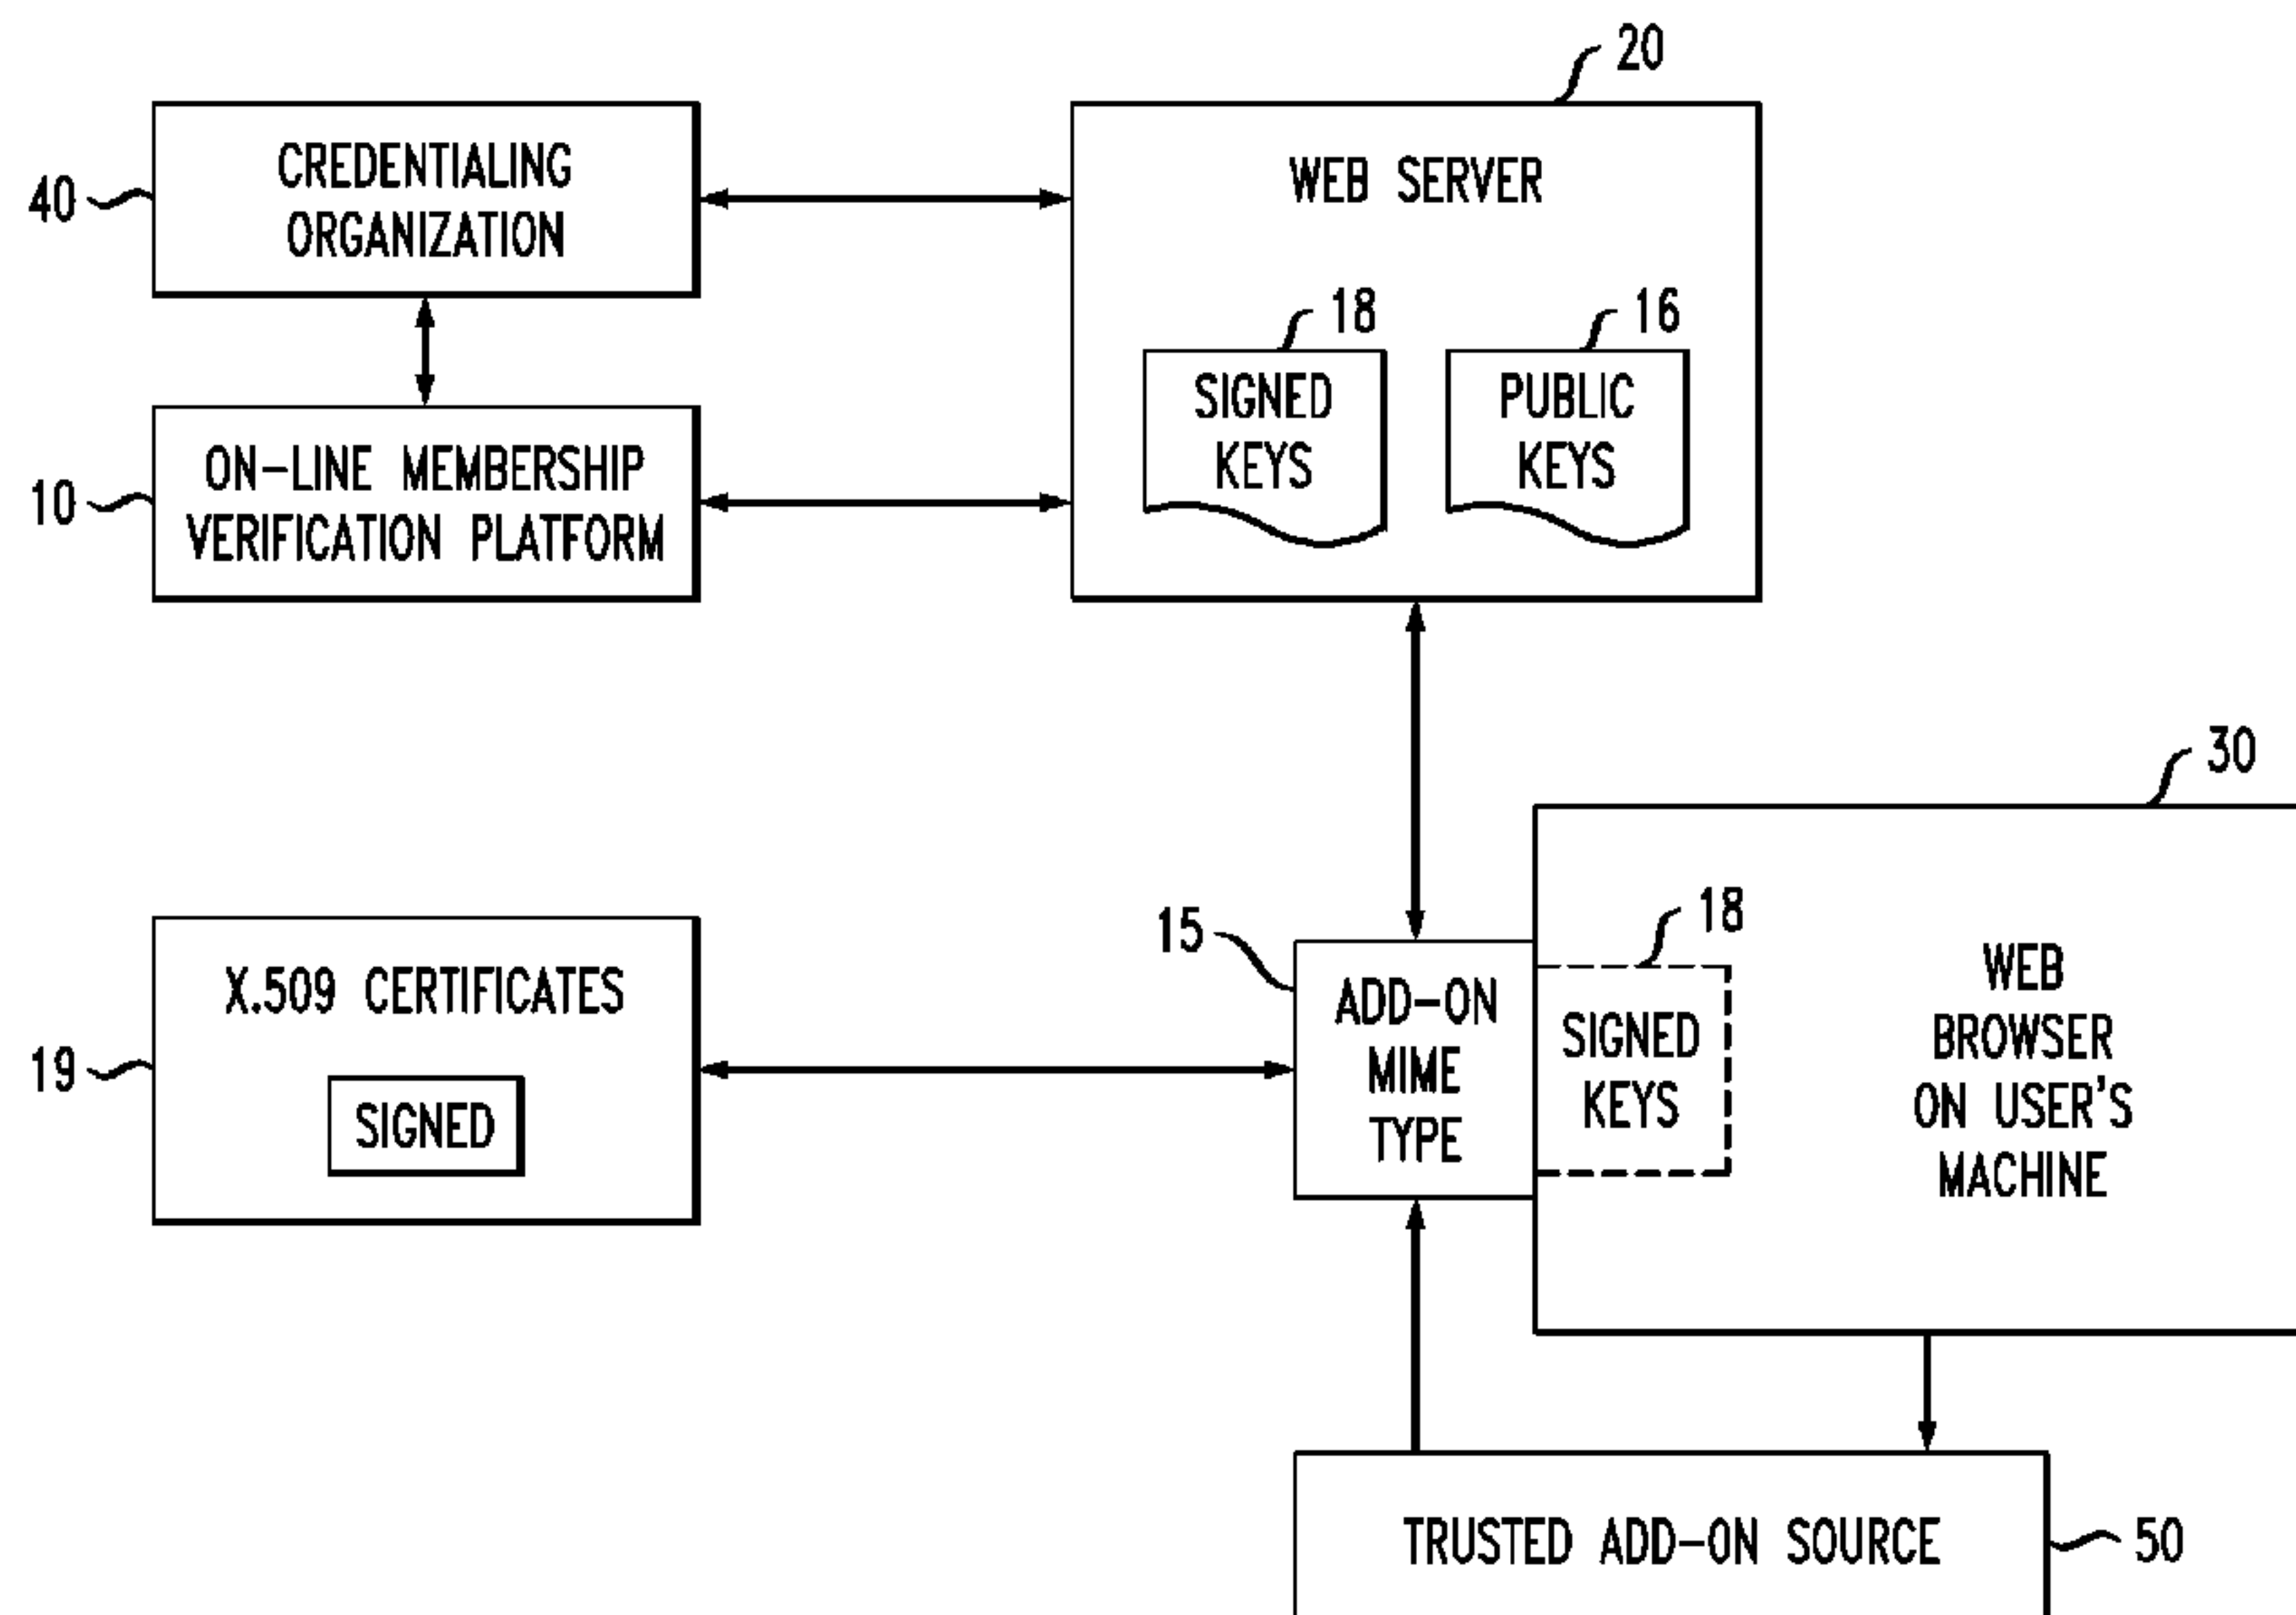 20
40
CREDENTIALING
ORGANIZATION
WEB SERVER
18
16
SIGNED
KEYS
PUBLIC
KEYS
10
ON-LINE MEMBERSHIP
VERIFICATION PLATFORM
30
19
X.509 CERTIFICATES
SIGNED
15
ADD-ON
MIME
TYPE
18
SIGNED
KEYS
WEB
BROWSER
ON USER'S
MACHINE
TRUSTED ADD-ON SOURCE
50